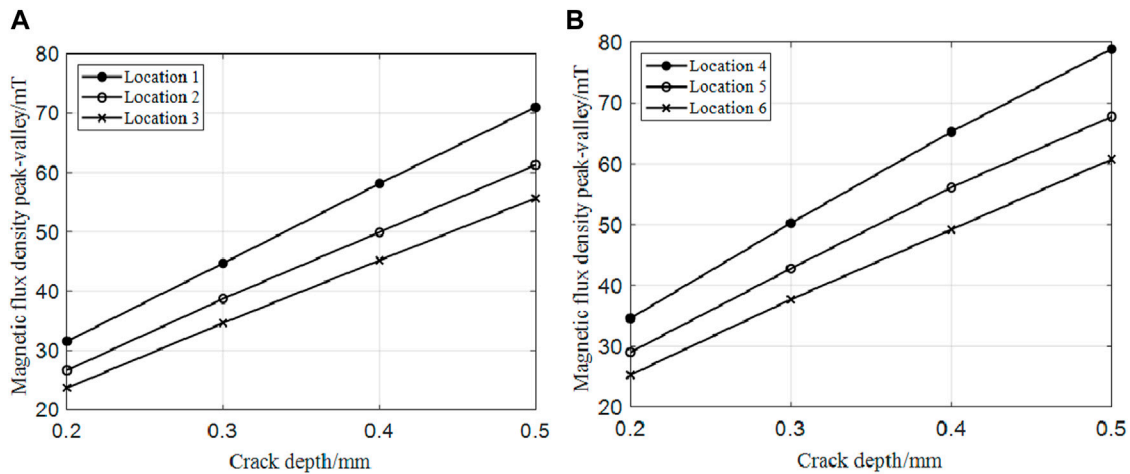 A
Magnetic flux density peak-valley/mT
80
70
60
50
40
30
20
Location 1
Location 2
Location 3
0.2 0.3 0.4 0.5
Crack depth/mm
B
Magnetic flux density peak-valley/mT
80
70
60
50
40
30
20
Location 4
Location 5
Location 6
0.2 0.3 0.4 0.5
Crack depth/mm